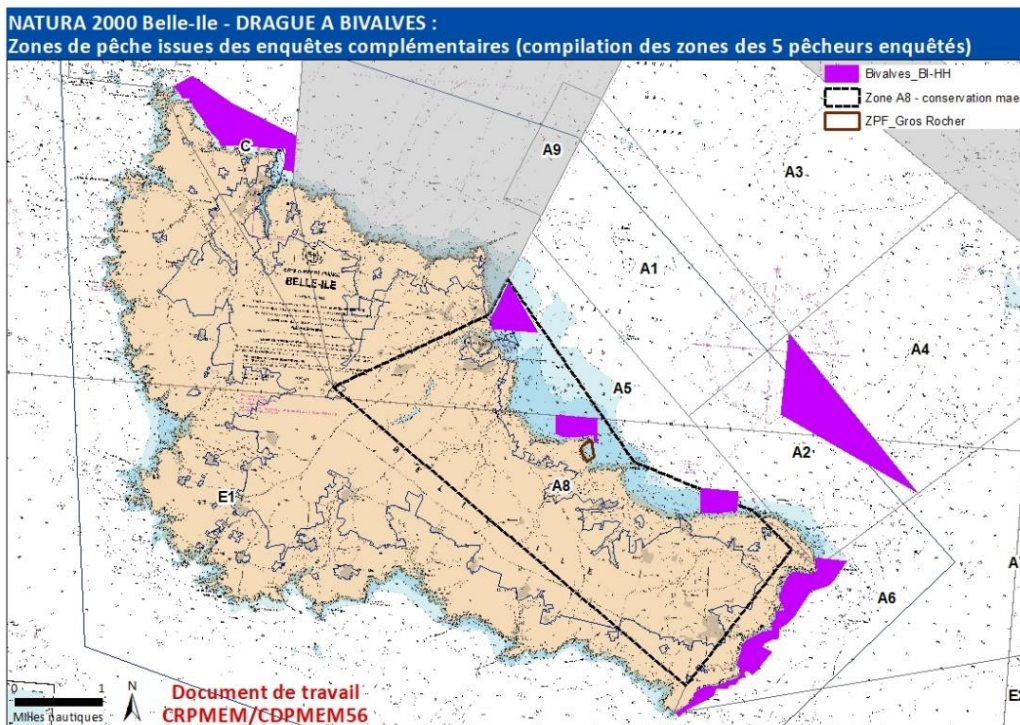 NATURA 2000 Belle-Ile - DRAGUE A BIVALVES :
Zones de pêche issues des enquêtes complémentaires (compilation des zones des 5 pêcheurs enquêtés)
Bivalves_BI-HH
Zone A8 - conservation mae
ZPF_Gros Rocher
C
A9
A3
A1
BELLE-ILE
A4
A5
A2
A8
E1
A6
0 1
Milles nautiques
N
Document de travail
CRPMEM/CDPMEM56